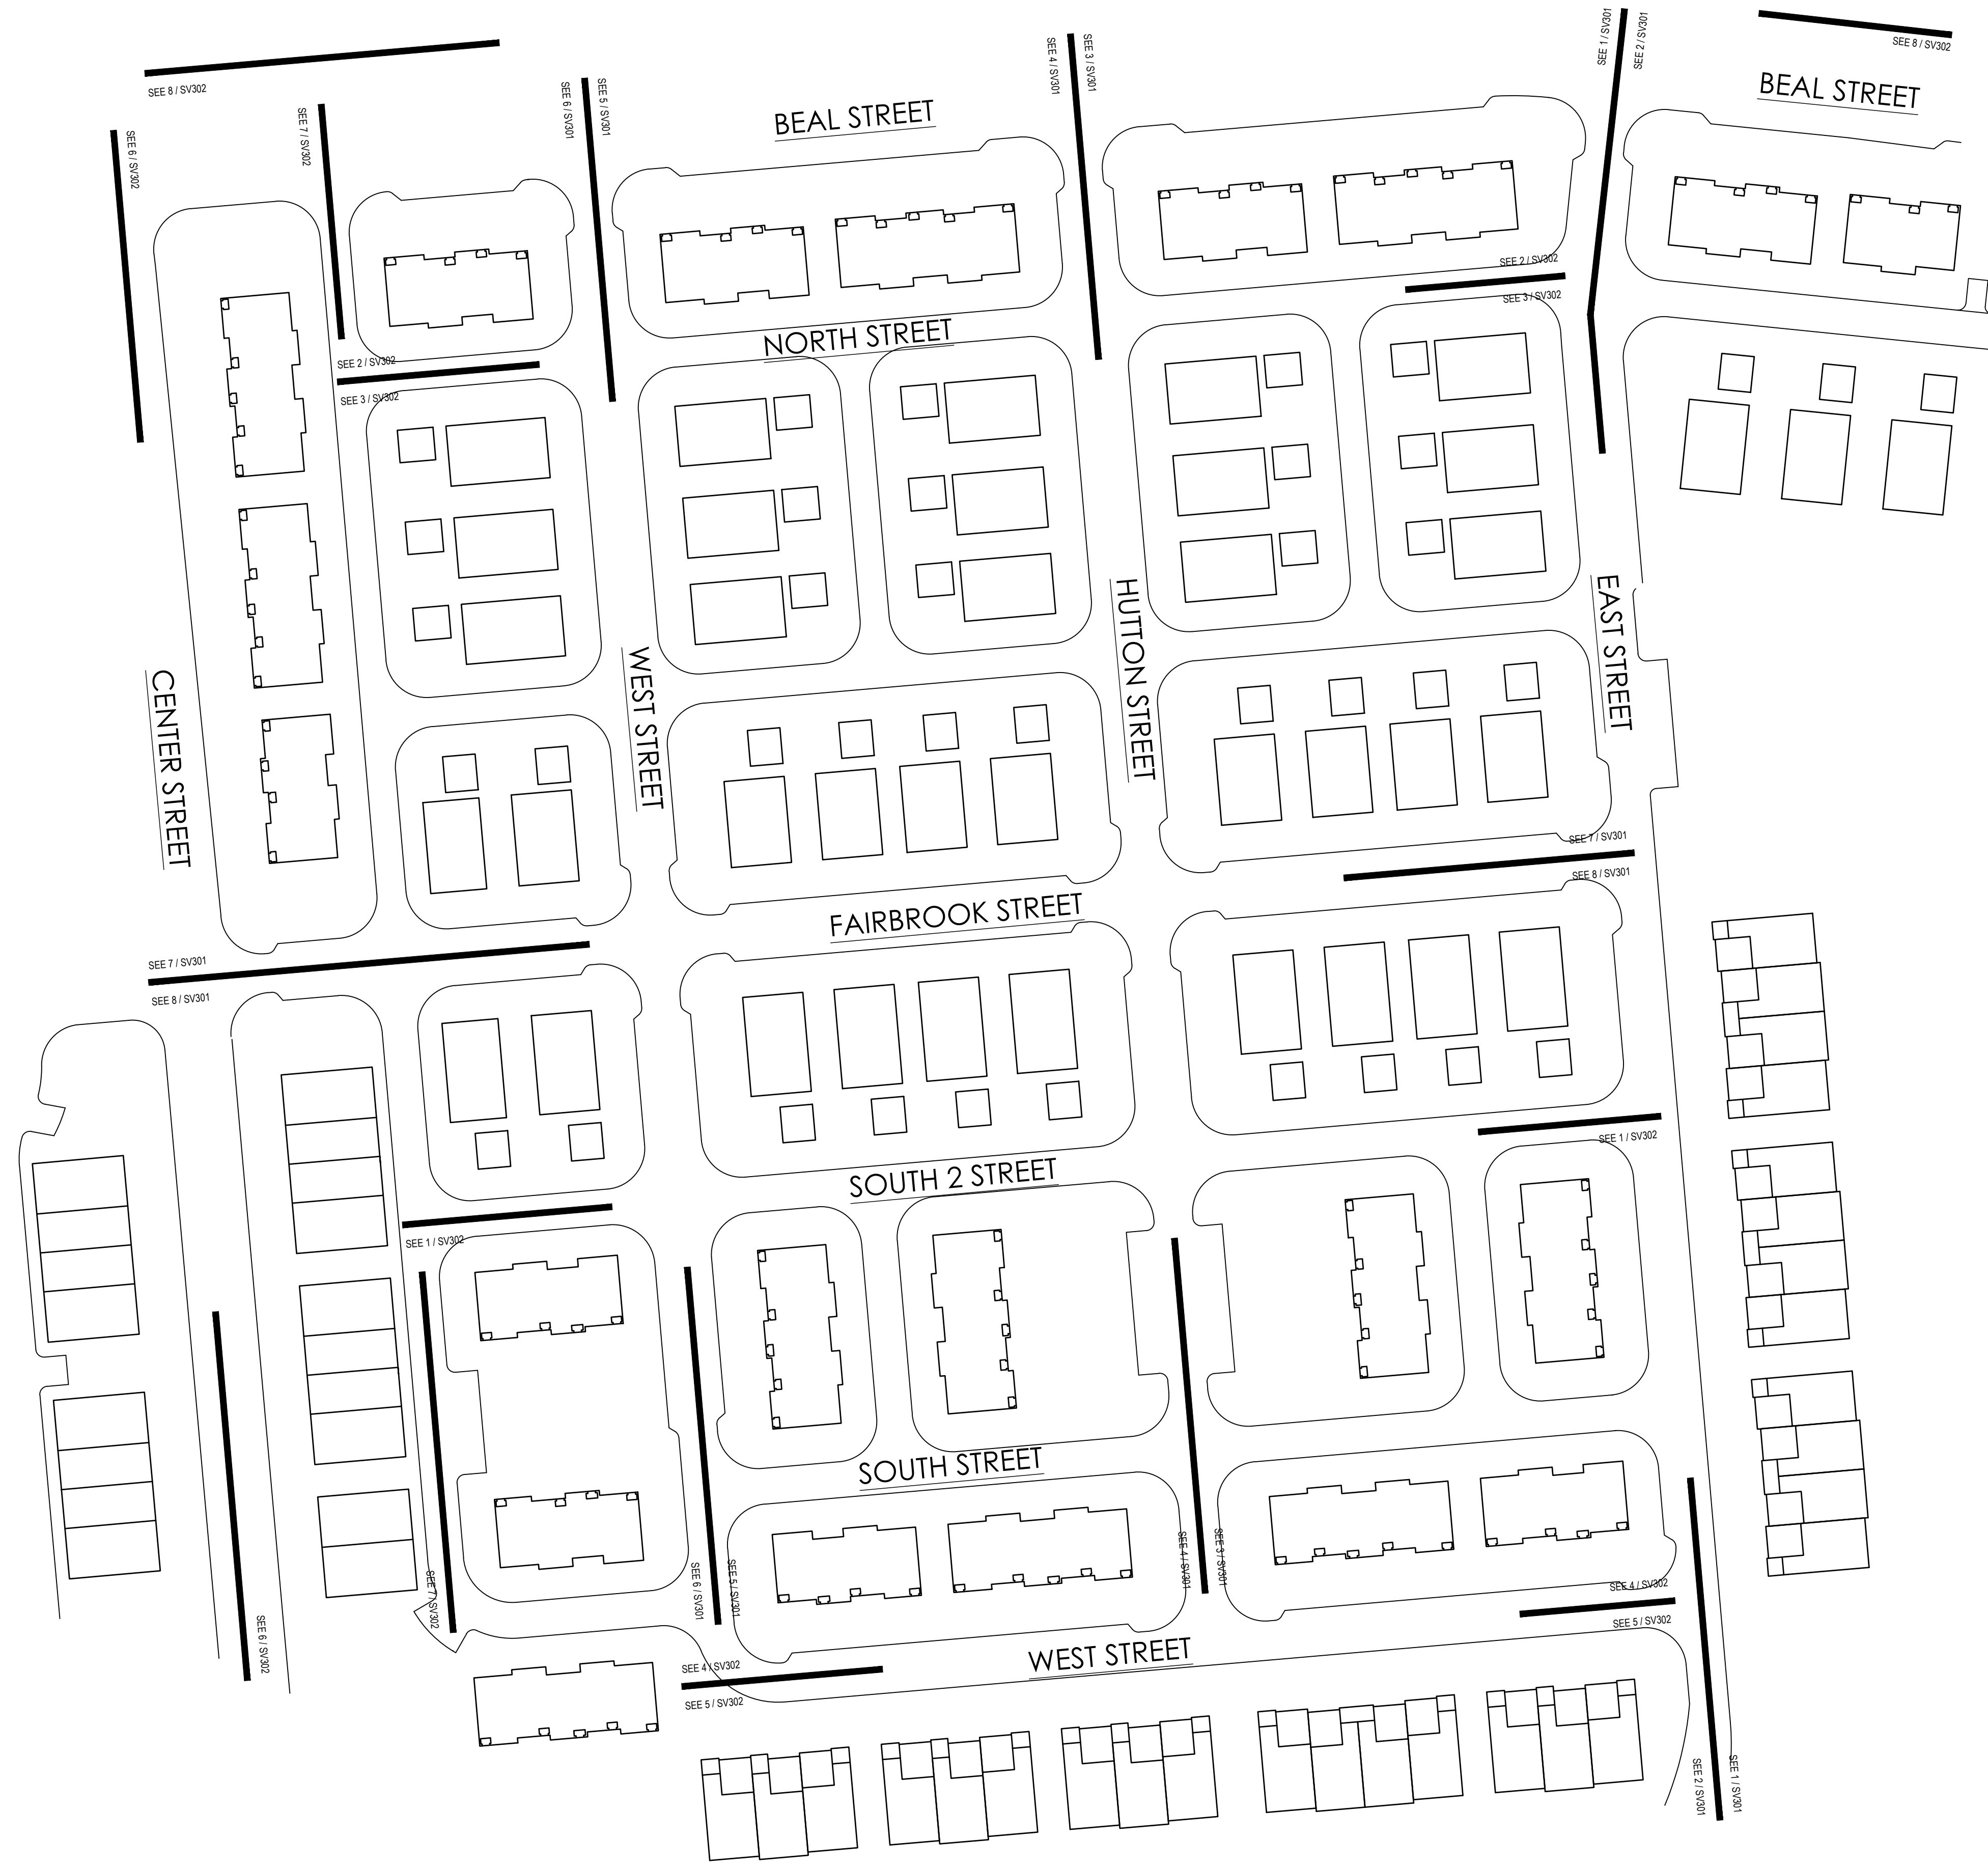 SEE 8 / SV302
SEE 6 / SV302
SEE 7 / SV302
SEE 6 / SV301
SEE 5 / SV301
BEAL STREET
SEE 4 / SV301
SEE 3 / SV301
SEE 1 / SV301
SEE 2 / SV301
SEE 8 / SV302
BEAL STREET
SEE 2 / SV302
SEE 3 / SV302
NORTH STREET
SEE 2 / SV302
SEE 3 / SV302
CENTER STREET
WEST STREET
HUTTON STREET
EAST STREET
SEE 7 / SV301
SEE 8 / SV301
FAIRBROOK STREET
SEE 7 / SV301
SEE 8 / SV301
SEE 1 / SV302
SOUTH 2 STREET
SEE 1 / SV302
SOUTH STREET
SEE 6 / SV302
SEE 7 / SV302
SEE 6 / SV301
SEE 5 / SV301
SEE 4 / SV301
SEE 3 / SV301
SEE 4 / SV302
SEE 5 / SV302
WEST STREET
SEE 4 / SV302
SEE 5 / SV302
SEE 2 / SV301
SEE 1 / SV301